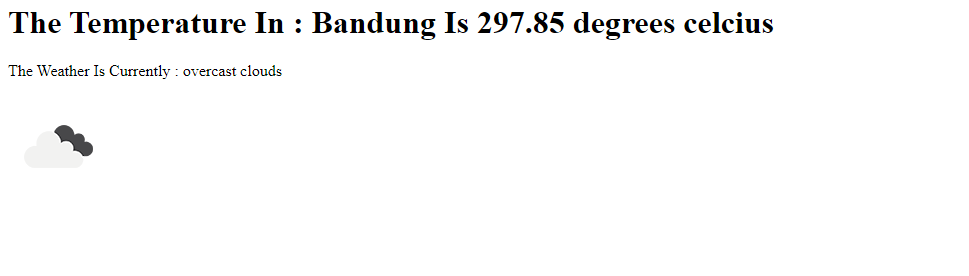 The Temperature In : Bandung Is 297.85 degrees celcius
The Weather Is Currently : overcast clouds